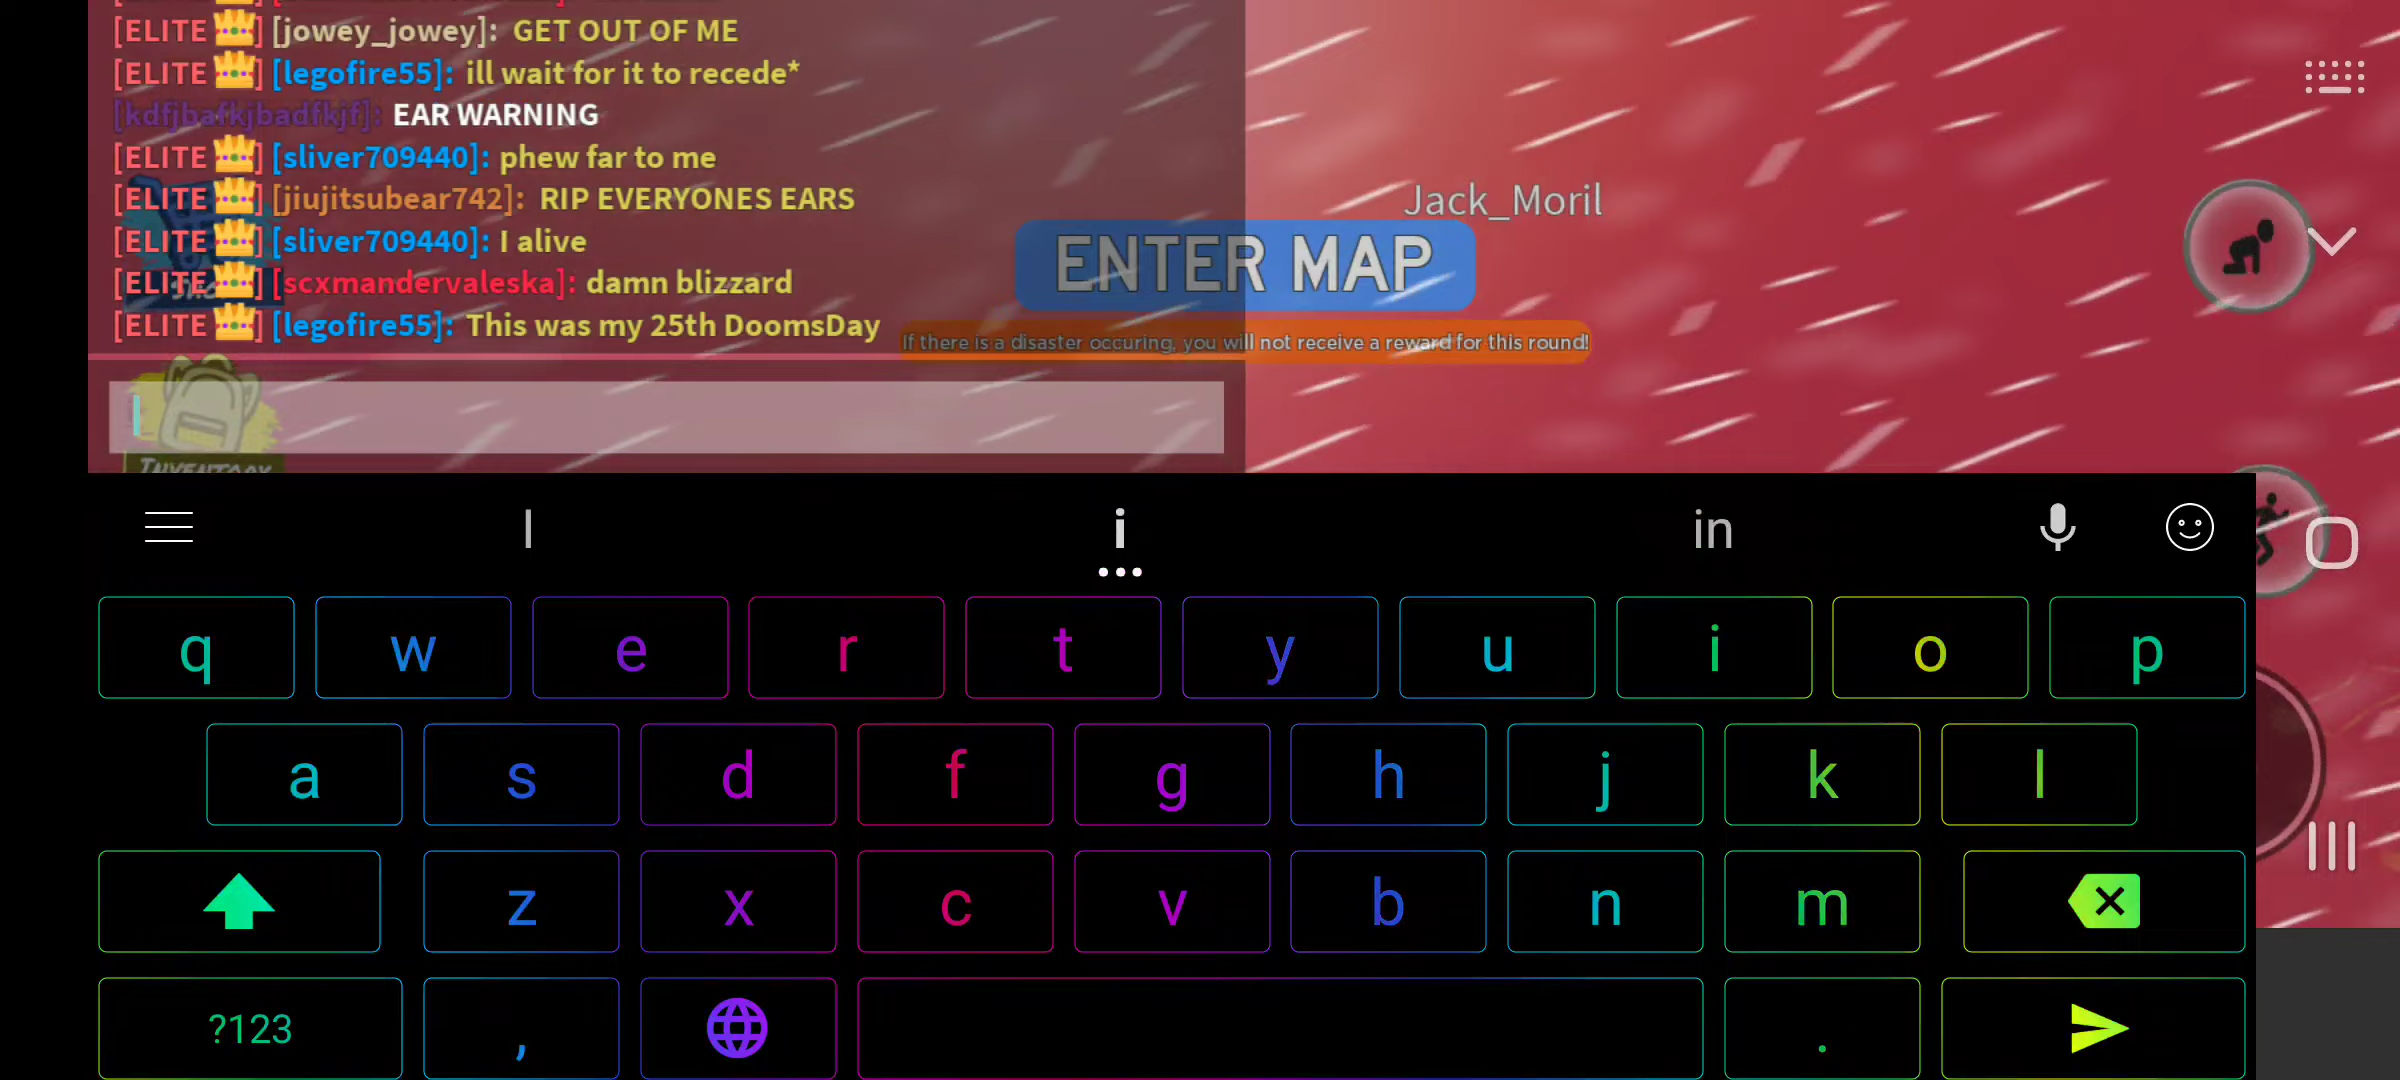 [ELITE] [jowey_jowey]: GET OUT OF ME
[ELITE] [legofire55]: ill wait for it to recede*
[kdfjbafkjbadfkjf]: EAR WARNING
[ELITE] [sliver709440]: phew far to me
[ELITE] [jiujitsubear742]: RIP EVERYONES EARS
[ELITE] [sliver709440]: I alive
[ELITE] [scxmandervaleska]: damn blizzard
[ELITE] [legofire55]: This was my 25th DoomsDay
Jack_Moril
ENTER MAP
If there is a disaster occuring, you will not receive a reward for this round!
INVENTORY
I i in
q w e r t y u i o p
a s d f g h j k l
z x c v b n m
?123 , .